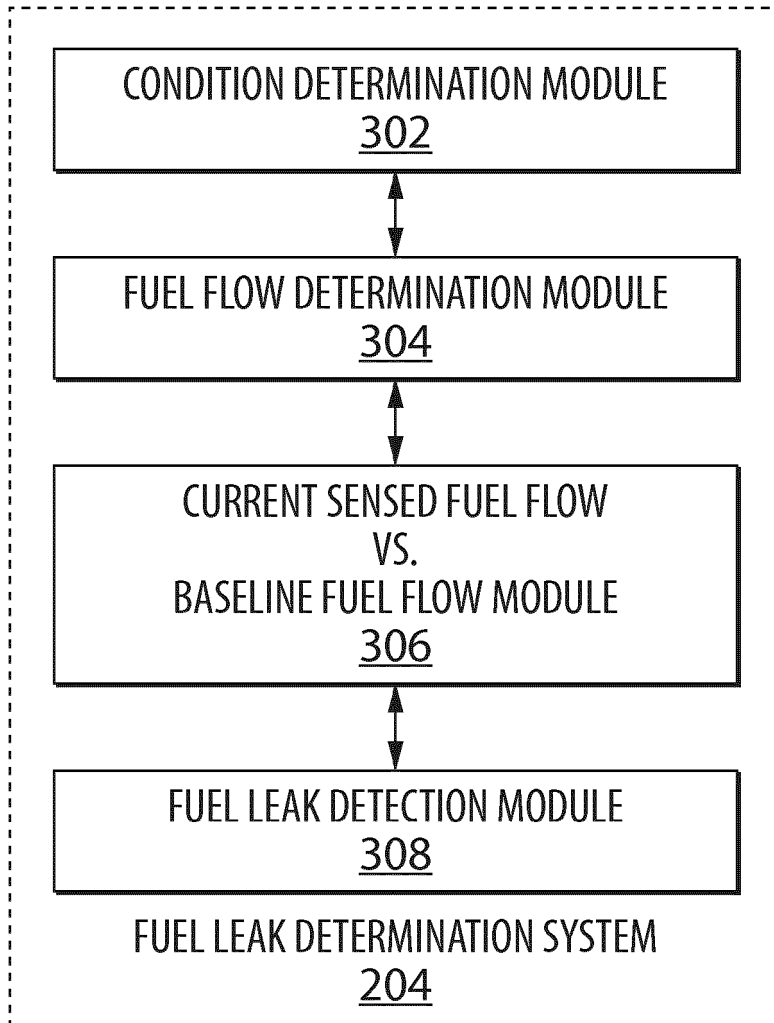 CONDITION DETERMINATION MODULE
302
FUEL FLOW DETERMINATION MODULE
304
CURRENT SENSED FUEL FLOW
VS.
BASELINE FUEL FLOW MODULE
306
FUEL LEAK DETECTION MODULE
308
FUEL LEAK DETERMINATION SYSTEM
204